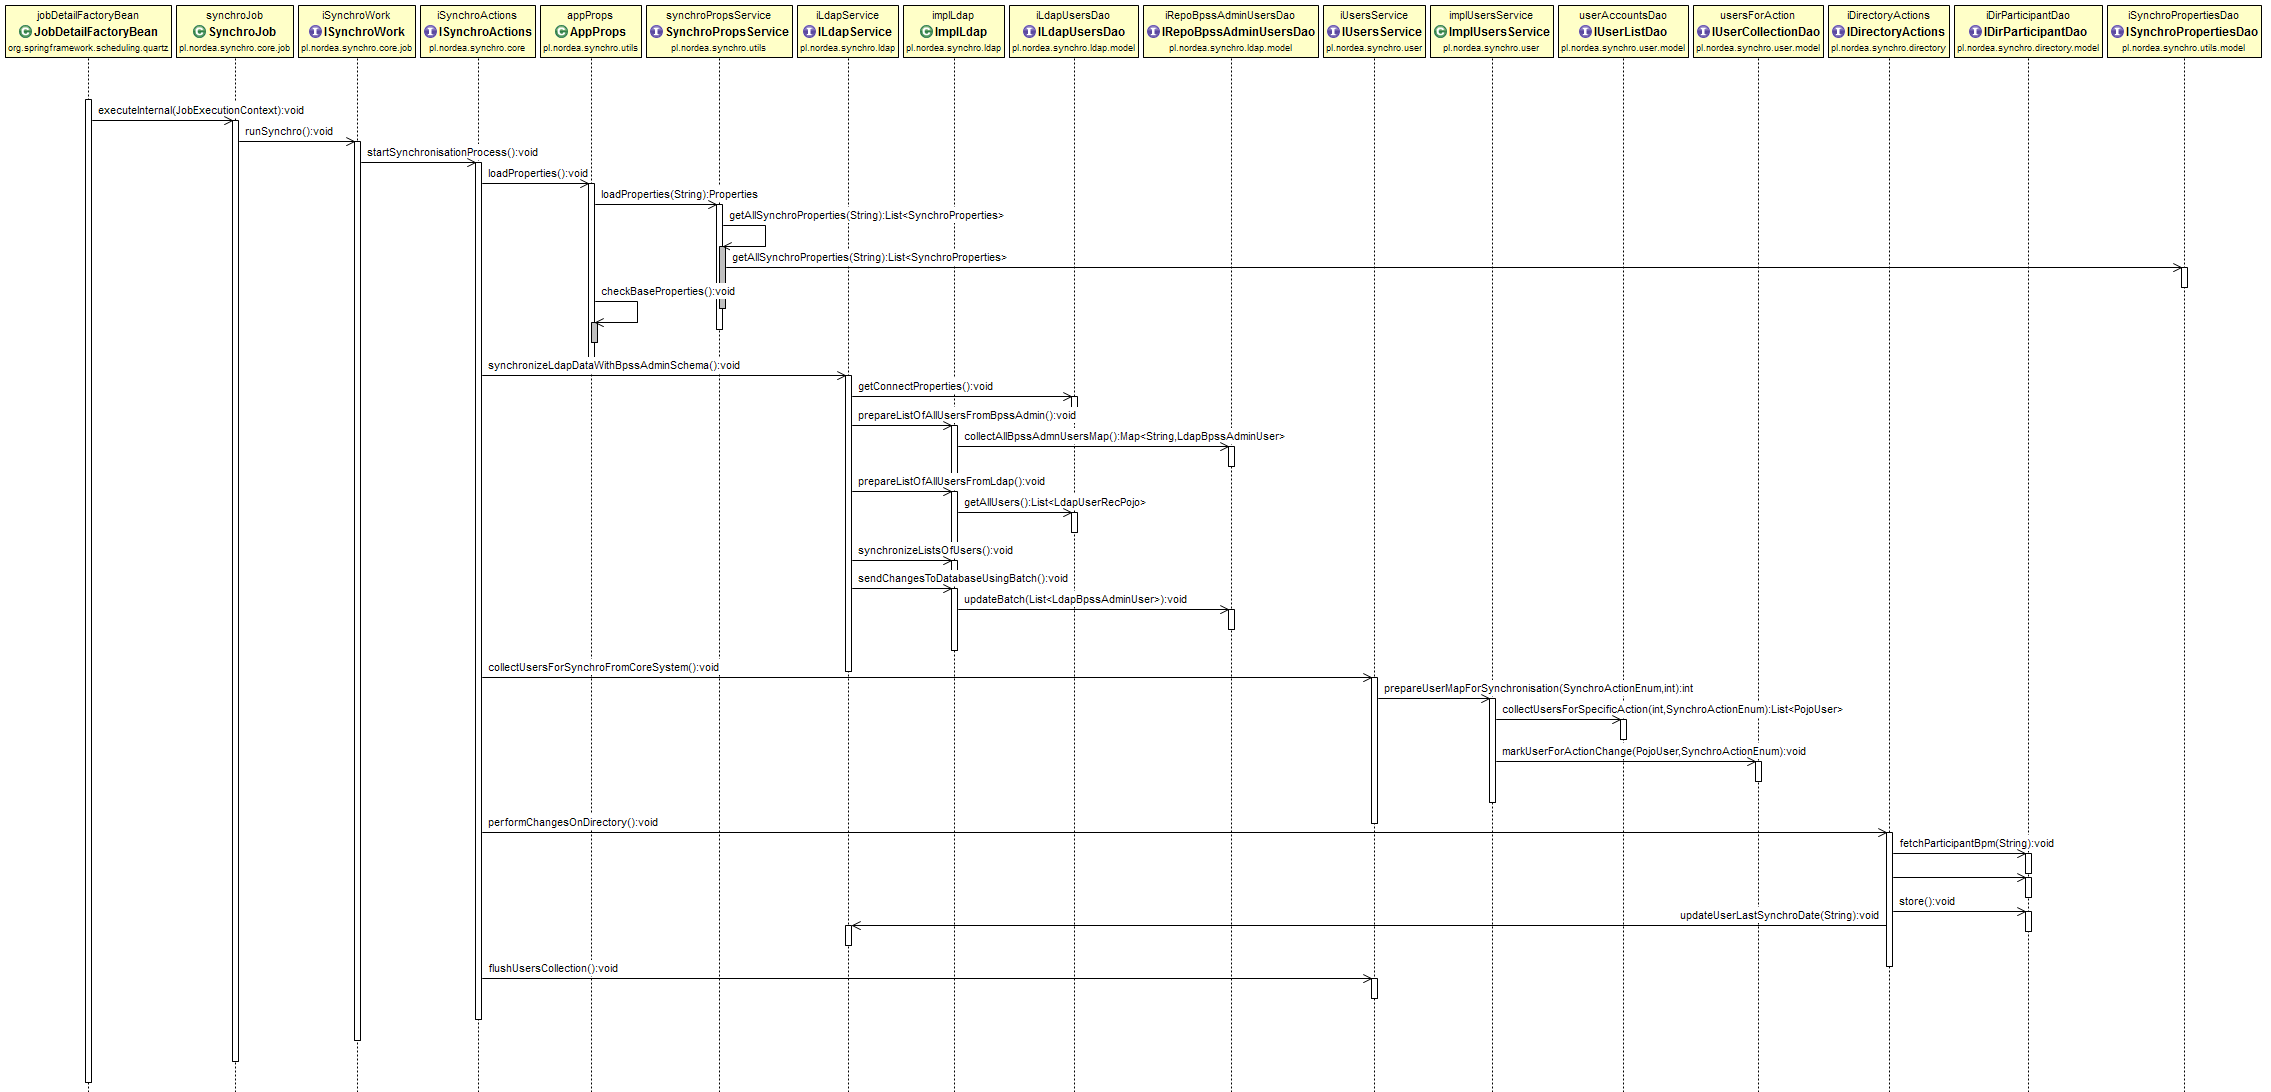 jobDetailFactoryBean
JobDetailFactoryBean
org.springframework.scheduling.quartz
synchroJob
SynchroJob
pl.nordea.synchro.core.job
iSynchroWork
ISynchroWork
pl.nordea.synchro.core.job
iSynchroActions
ISynchroActions
pl.nordea.synchro.core
appProps
AppProps
pl.nordea.synchro.utils
synchroPropsService
SynchroPropsService
pl.nordea.synchro.utils
iLdapService
ILdapService
pl.nordea.synchro.ldap
implLdap
ImplLdap
pl.nordea.synchro.ldap
iLdapUsersDao
ILdapUsersDao
pl.nordea.synchro.ldap.model
iRepoBpssAdminUsersDao
IRepoBpssAdminUsersDao
pl.nordea.synchro.ldap.model
iUsersService
IUsersService
pl.nordea.synchro.user
implUsersService
ImplUsersService
pl.nordea.synchro.user
userAccountsDao
IUserListDao
pl.nordea.synchro.user.model
usersForAction
IUserCollectionDao
pl.nordea.synchro.user.model
iDirectoryActions
IDirectoryActions
pl.nordea.synchro.directory
iDirParticipantDao
IDirParticipantDao
pl.nordea.synchro.directory.model
iSynchroPropertiesDao
ISynchroPropertiesDao
pl.nordea.synchro.utils.model
executeInternal(JobExecutionContext):void
runSynchro():void
startSynchronisationProcess():void
loadProperties():void
loadProperties(String):Properties
getAllSynchroProperties(String):List<SynchroProperties>
getAllSynchroProperties(String):List<SynchroProperties>
checkBaseProperties():void
synchronizeLdapDataWithBpssAdminSchema():void
getConnectProperties():void
prepareListOfAllUsersFromBpssAdmin():void
collectAllBpssAdmnUsersMap():Map<String,LdapBpssAdminUser>
prepareListOfAllUsersFromLdap():void
getAllUsers():List<LdapUserRecPojo>
synchronizeListsOfUsers():void
sendChangesToDatabaseUsingBatch():void
updateBatch(List<LdapBpssAdminUser>):void
collectUsersForSynchroFromCoreSystem():void
prepareUserMapForSynchronisation(SynchroActionEnum,int):int
collectUsersForSpecificAction(int,SynchroActionEnum):List<PojoUser>
markUserForActionChange(PojoUser,SynchroActionEnum):void
performChangesOnDirectory():void
fetchParticipantBpm(String):void
store():void
updateUserLastSynchroDate(String):void
flushUsersCollection():void